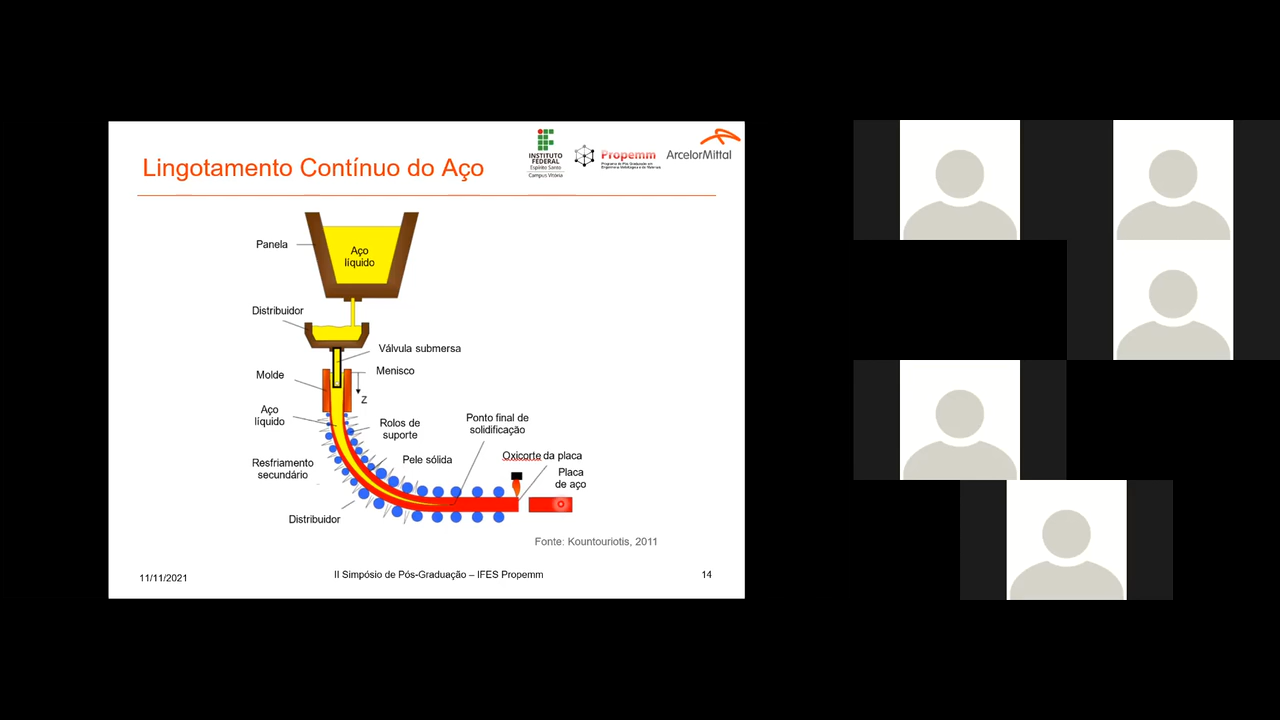 Lingotamento Contínuo do Aço
INSTITUTO
FEDERAL
Espírito Santo
Campus Vitória
Propemm
ArcelorMittal
Panela
Aço
líquido
Distribuidor
Válvula submersa
Menisco
Molde
Z
Aço
líquido
Rolos de
suporte
Ponto final de
solidificação
Resfriamento
secundário
Pele sólida
Oxicorte da placa
Placa
de aço
Distribuidor
Fonte: Kountouriotis, 2011
11/11/2021
II Simpósio de Pós-Graduação – IFES Propemm
14